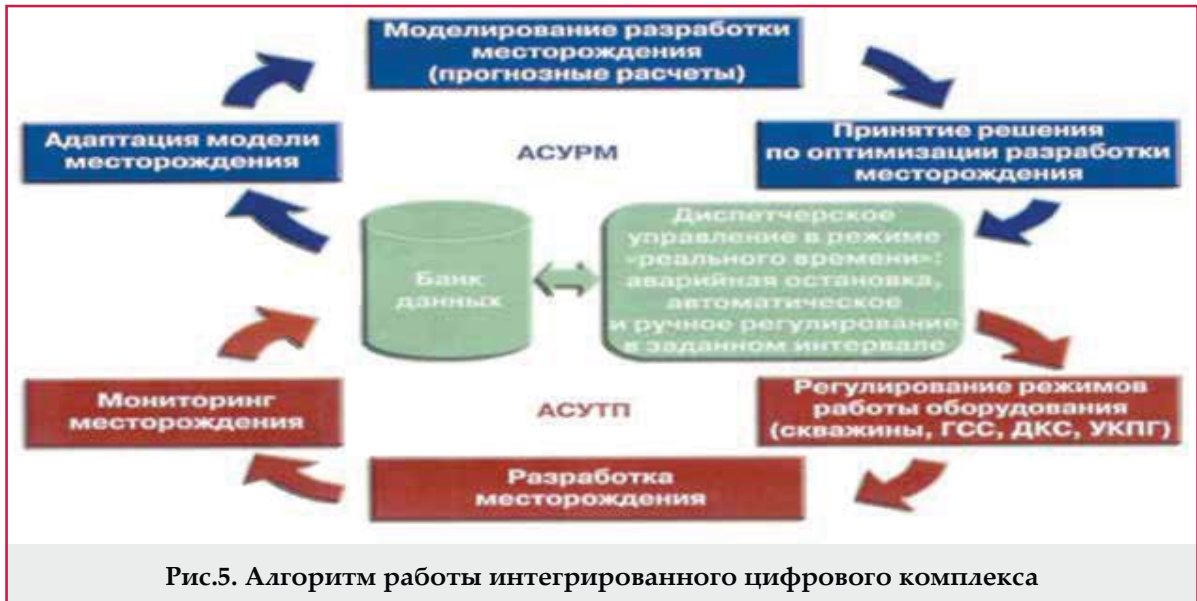 Моделирование разработки
месторождения
(прогнозные расчеты)
Адаптация модели
месторождения
АСУРМ
Принятие решения
по оптимизации разработки
месторождения
Банк
данных
Диспетчерское
управление в режиме
«реального времени»:
аварийная остановка,
автоматическое
и ручное регулирование
в заданном интервале
Мониторинг
месторождения
АСУТП
Регулирование режимов
работы оборудования
(скважины, ГСС, ДКС, УКПГ)
Разработка
месторождения
Рис.5. Алгоритм работы интегрированного цифрового комплекса